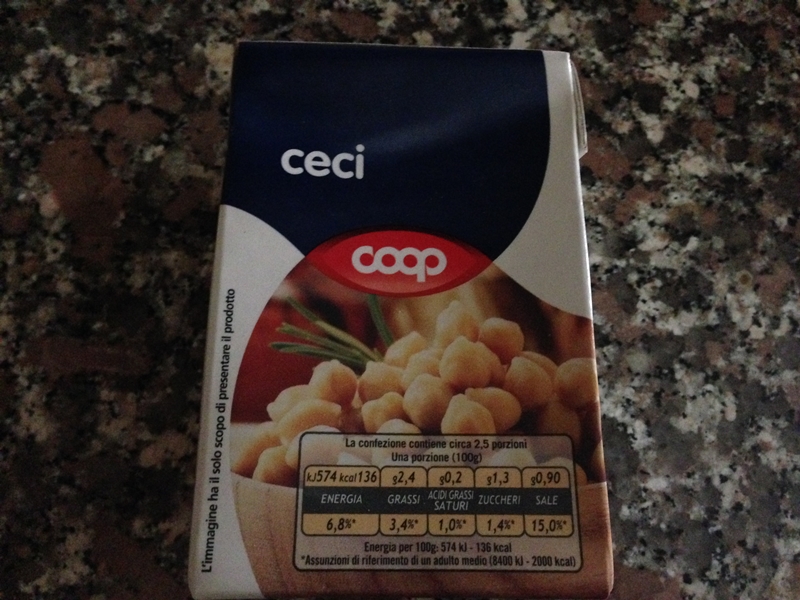 ceci
coop
L'immagine ha il solo scopo di presentare il prodotto
La confezione contiene circa 2,5 porzioni
Una porzione (100g)
kJ574 kcal136 g2,4 g0,2 g1,3 g0,90
ENERGIA GRASSI ACIDI GRASSI SATURI ZUCCHERI SALE
6,8%* 3,4%* 1,0%* 1,4%* 15,0%*
Energia per 100g: 574 kJ - 136 kcal
*Assunzioni di riferimento di un adulto medio (8400 kJ - 2000 kcal)